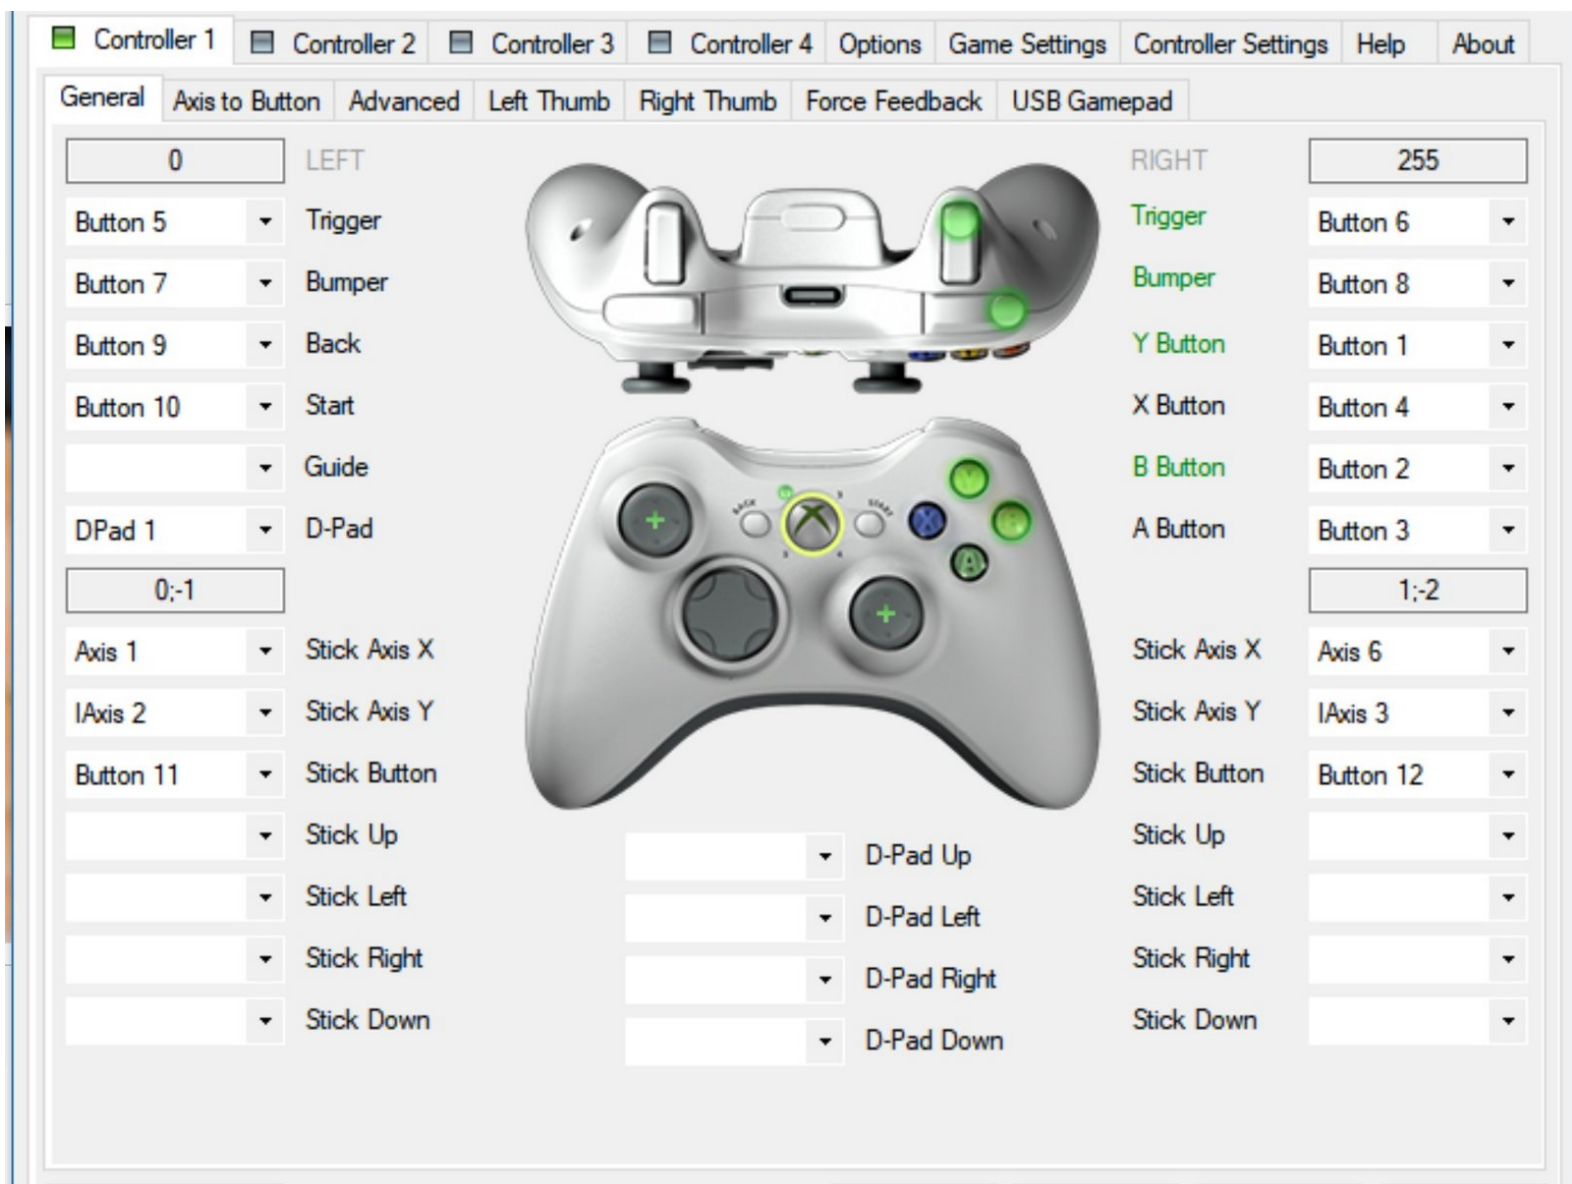 Controller 1 Controller 2 Controller 3 Controller 4 Options Game Settings Controller Settings Help About
General Axis to Button Advanced Left Thumb Right Thumb Force Feedback USB Gamepad
0 LEFT RIGHT 255
Button 5 Trigger Trigger Button 6
Button 7 Bumper Bumper Button 8
Button 9 Back Y Button Button 1
Button 10 Start X Button Button 4
Guide B Button Button 2
DPad 1 D-Pad A Button Button 3
BACK START
Y
X B
A
0;-1 1;-2
Axis 1 Stick Axis X Stick Axis X Axis 6
IAxis 2 Stick Axis Y Stick Axis Y IAxis 3
Button 11 Stick Button Stick Button Button 12
Stick Up D-Pad Up Stick Up
Stick Left D-Pad Left Stick Left
Stick Right D-Pad Right Stick Right
Stick Down D-Pad Down Stick Down